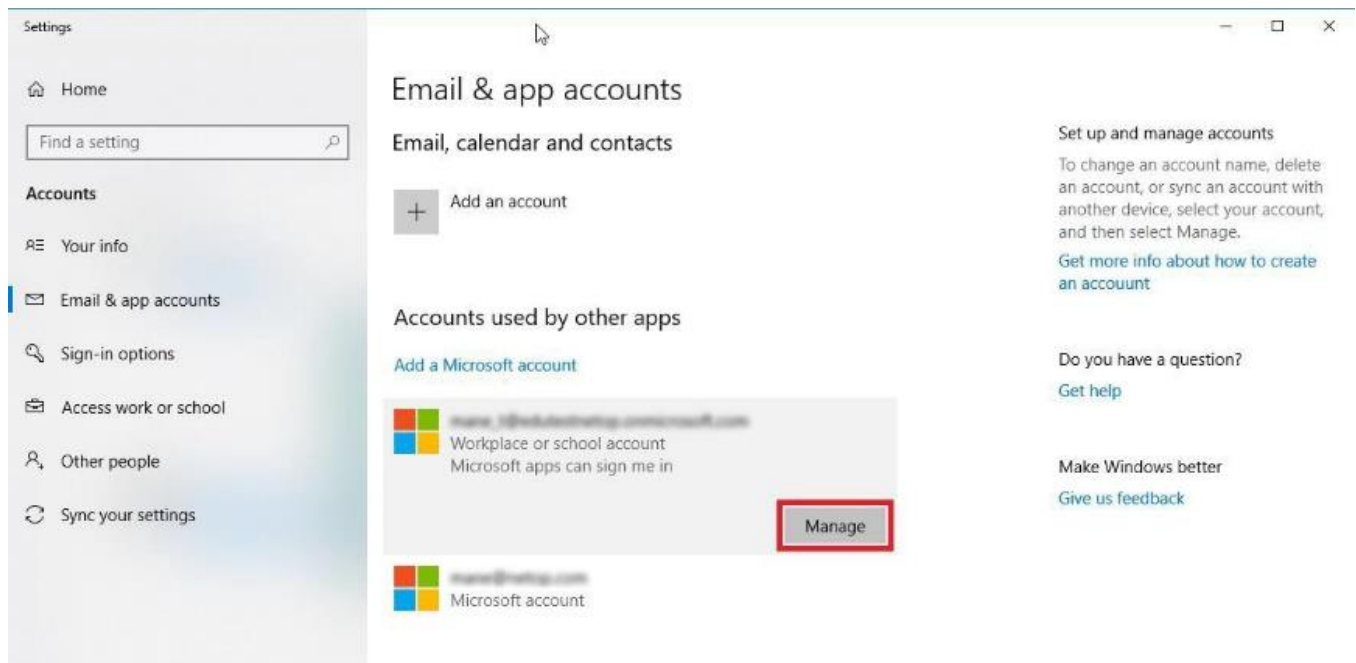 Settings
Home
Find a setting
Accounts
Your info
Email & app accounts
Sign-in options
Access work or school
Other people
Sync your settings
Email & app accounts
Email, calendar and contacts
Add an account
Accounts used by other apps
Add a Microsoft account
Workplace or school account
Microsoft apps can sign me in
Manage
Microsoft account
Set up and manage accounts
To change an account name, delete
an account, or sync an account with
another device, select your account,
and then select Manage.
Get more info about how to create
an accouunt
Do you have a question?
Get help
Make Windows better
Give us feedback